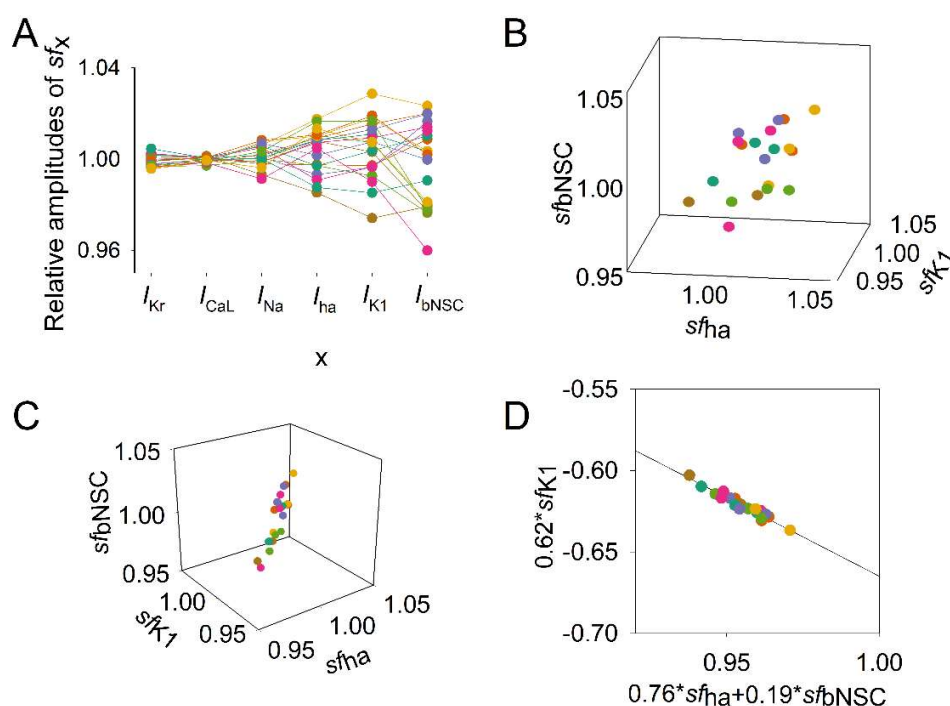 A
Relative amplitudes of sfx
1.04
1.00
0.96
IKr ICaL INa Iha IK1 IbNSC
x
B
sfbNSC
1.05
1.00
0.95
1.00
1.05
sfha
0.95
1.00
1.05
sfK1
C
sfbNSC
1.05
1.00
0.95
1.00
0.95
sfK1
0.95
1.00
1.05
sfha
D
0.62*sfK1
-0.55
-0.60
-0.65
-0.70
0.95 1.00
0.76*sfha+0.19*sfbNSC